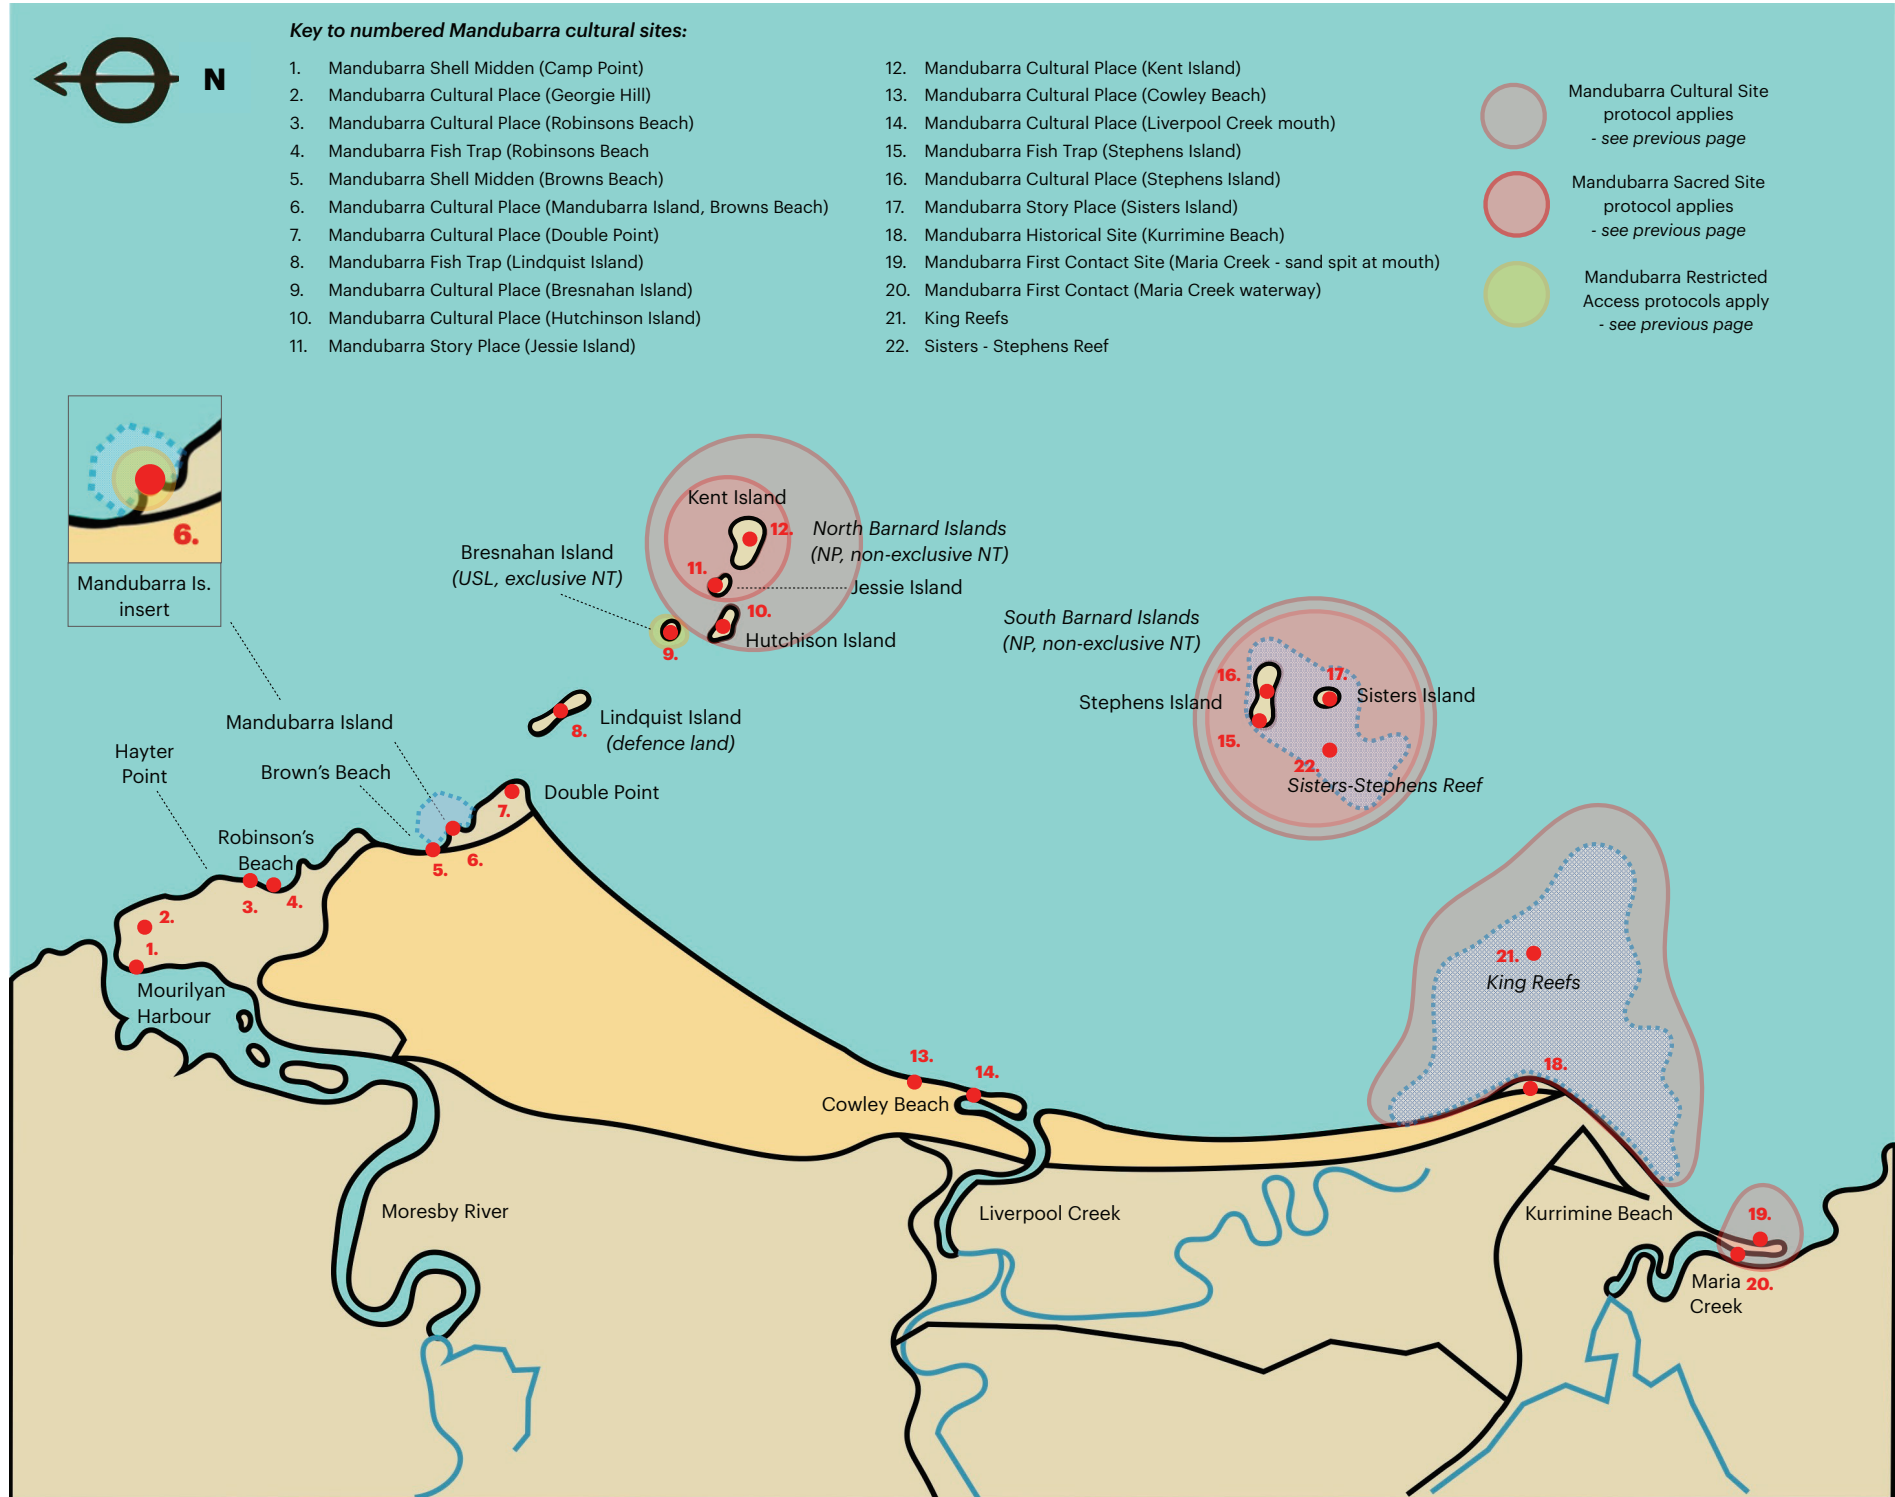 N
Key to numbered Mandubarra cultural sites:
1. Mandubarra Shell Midden (Camp Point)
2. Mandubarra Cultural Place (Georgie Hill)
3. Mandubarra Cultural Place (Robinsons Beach)
4. Mandubarra Fish Trap (Robinsons Beach
5. Mandubarra Shell Midden (Browns Beach)
6. Mandubarra Cultural Place (Mandubarra Island, Browns Beach)
7. Mandubarra Cultural Place (Double Point)
8. Mandubarra Fish Trap (Lindquist Island)
9. Mandubarra Cultural Place (Bresnahan Island)
10. Mandubarra Cultural Place (Hutchinson Island)
11. Mandubarra Story Place (Jessie Island)
12. Mandubarra Cultural Place (Kent Island)
13. Mandubarra Cultural Place (Cowley Beach)
14. Mandubarra Cultural Place (Liverpool Creek mouth)
15. Mandubarra Fish Trap (Stephens Island)
16. Mandubarra Cultural Place (Stephens Island)
17. Mandubarra Story Place (Sisters Island)
18. Mandubarra Historical Site (Kurrimine Beach)
19. Mandubarra First Contact Site (Maria Creek - sand spit at mouth)
20. Mandubarra First Contact (Maria Creek waterway)
21. King Reefs
22. Sisters - Stephens Reef
Mandubarra Cultural Site
protocol applies
- see previous page
Mandubarra Sacred Site
protocol applies
- see previous page
Mandubarra Restricted
Access protocols apply
- see previous page
6.
Mandubarra Is.
insert
Kent Island
12.
North Barnard Islands
(NP, non-exclusive NT)
Bresnahan Island
(USL, exclusive NT)
11.
Jessie Island
10.
Hutchison Island
9.
South Barnard Islands
(NP, non-exclusive NT)
16.
17.
Stephens Island
Sisters Island
15.
22.
Sisters-Stephens Reef
Lindquist Island
(defence land)
8.
Mandubarra Island
Hayter
Point
Brown's Beach
Double Point
7.
Robinson's
Beach
5.
6.
3.
4.
2.
1.
Mourilyan
Harbour
21.
King Reefs
13.
14.
18.
Cowley Beach
Moresby River
Liverpool Creek
Kurrimine Beach
19.
Maria
Creek
20.